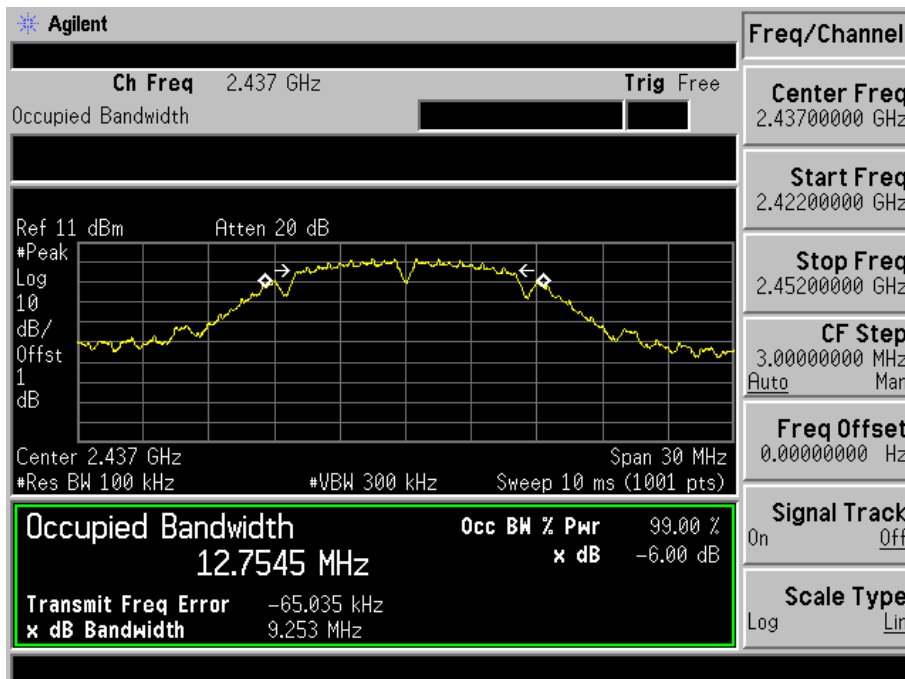 Agilent
Ch Freq 2.437 GHz Trig Free
Occupied Bandwidth
Ref 11 dBm Atten 20 dB
#Peak
Log
10
dB/
Offst
1
dB
Center 2.437 GHz Span 30 MHz
#Res BW 100 kHz #VBW 300 kHz Sweep 10 ms (1001 pts)
Occupied Bandwidth
12.7545 MHz
Occ BW % Pwr 99.00 %
x dB -6.00 dB
Transmit Freq Error -65.035 kHz
x dB Bandwidth 9.253 MHz
Freq/Channel
Center Freq
2.43700000 GHz
Start Freq
2.42200000 GHz
Stop Freq
2.45200000 GHz
CF Step
3.00000000 MHz
Auto Man
Freq Offset
0.00000000 Hz
Signal Track
On Off
Scale Type
Log Lin